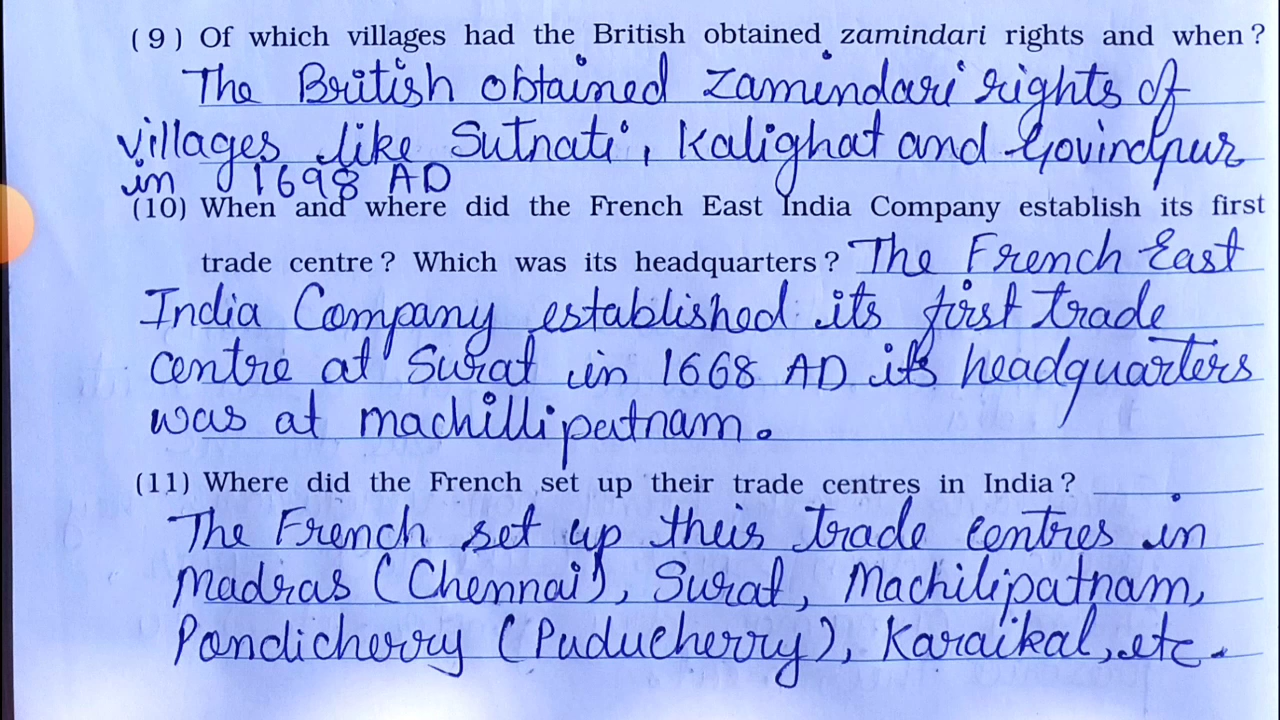 (9) Of which villages had the British obtained zamindari rights and when?
The British obtained Zamindari rights of
villages like Sutnati, Kalighat and Govindpur
in 1698 AD
(10) When and where did the French East India Company establish its first
trade centre? Which was its headquarters? The French East
India Company established its first trade
centre at Surat in 1668 AD its headquarters
was at machillipatnam.
(11) Where did the French set up their trade centres in India?
The French set up their trade centres in
Madras (Chennai), Surat, Machilipatnam,
Pondicherry (Puducherry), Karaikal, etc.